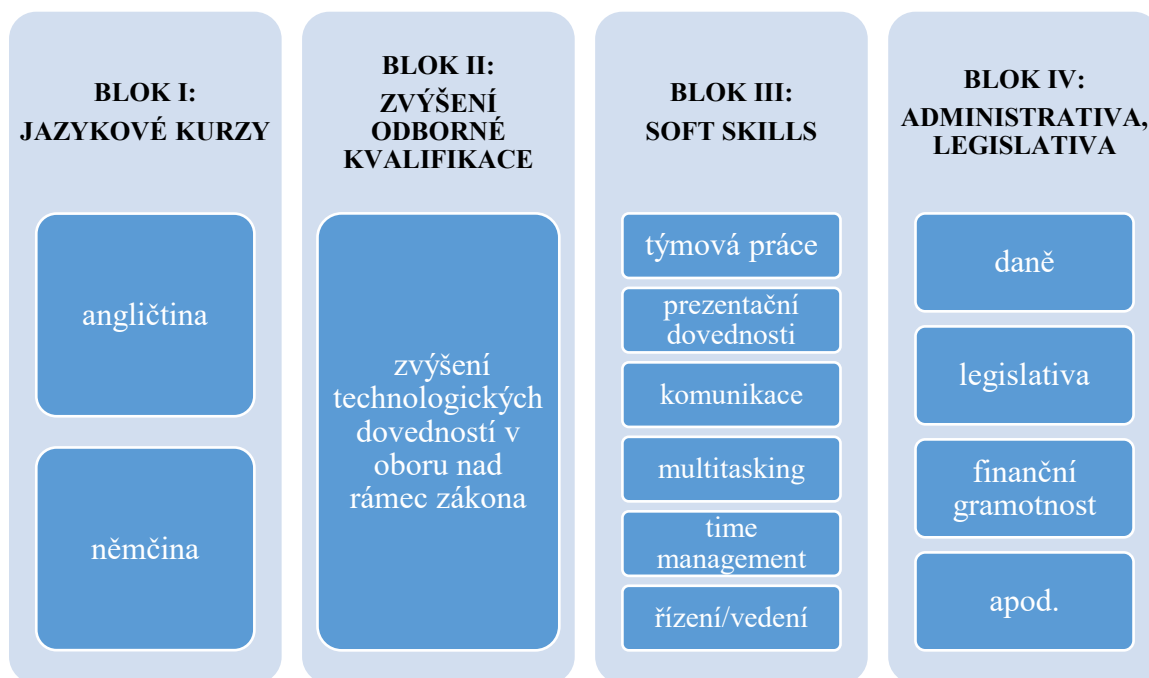 BLOK I:
JAZYKOVÉ KURZY
angličtina
němčina
BLOK II:
ZVÝŠENÍ
ODBORNÉ
KVALIFIKACE
zvýšení
technologických
dovedností v
oboru nad
rámec zákona
BLOK III:
SOFT SKILLS
týmová práce
prezentační
dovednosti
komunikace
multitasking
time
management
řízení/vedení
BLOK IV:
ADMINISTRATIVA,
LEGISLATIVA
daně
legislativa
finanční
gramotnost
apod.